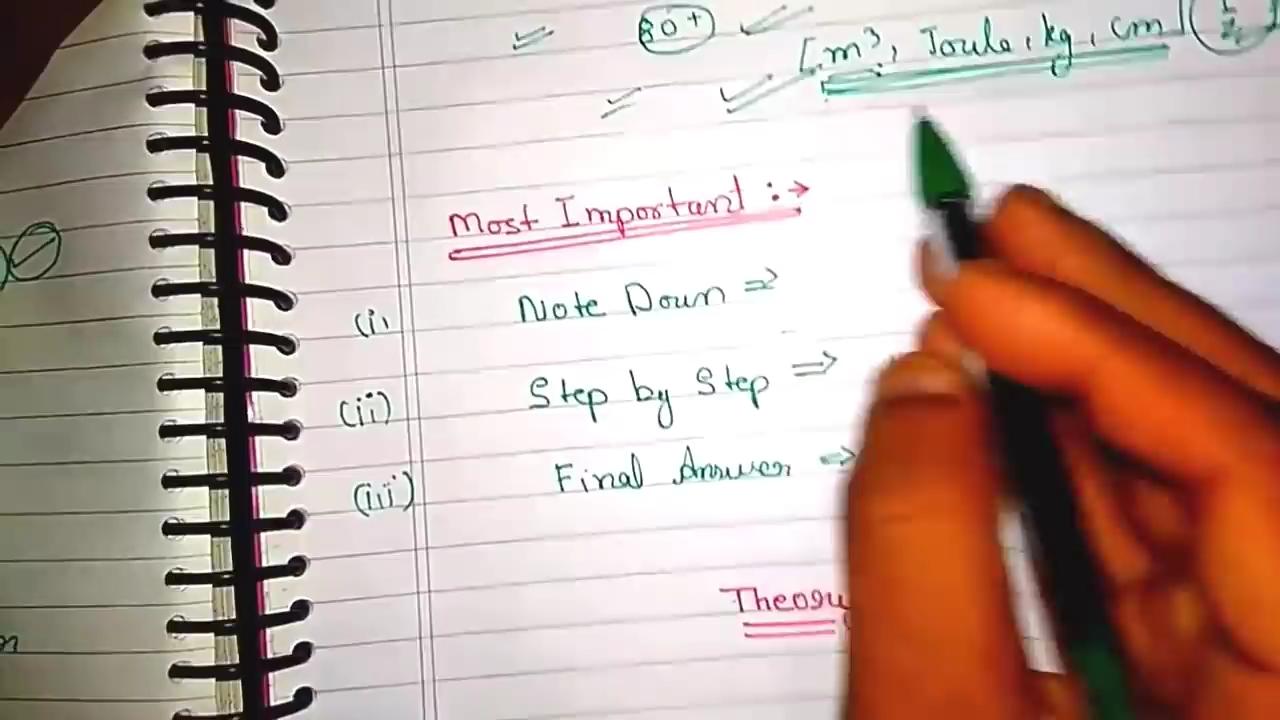 80+
[m³, Joule, kg, cm]
Most Important :→
(i) Note Down ⇒
(ii) Step by Step ⇒
(iii) Final Answer ⇒
Theory